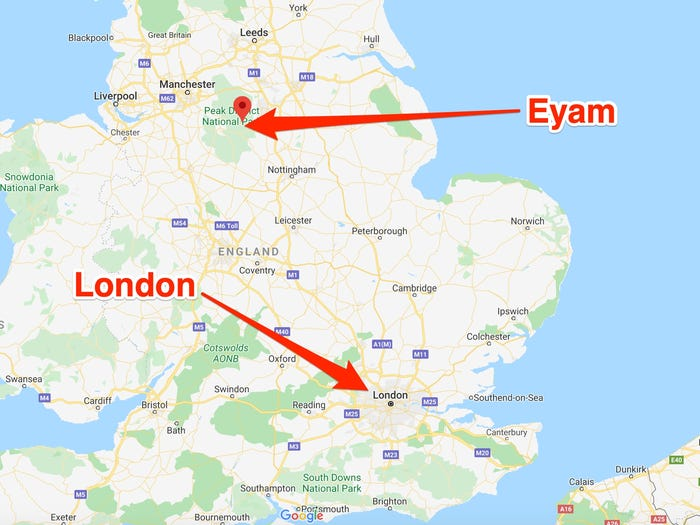 York
Blackpool
Great Britain
Leeds
Hull
M6
M1
M18
Manchester
Liverpool
M62
Peak District
National Park
Eyam
Chester
Snowdonia
National Park
Nottingham
M54
M6 Toll
Leicester
Peterborough
Norwich
ENGLAND
Coventry
M1
London
Cambridge
Ipswich
M5
M40
A1(M)
Colchester
Cotswolds
AONB
Oxford
M11
Swansea
M4
Cardiff
Bristol
Swindon
Reading
London
M25
M25
Southend-on-Sea
Bath
Canterbury
M3
M23
M20
E40
South Downs
National Park
Calais
Dunkirk
M5
Southampton
Brighton
Exeter
Bournemouth
Portsmouth
Google
A16
A26
A25